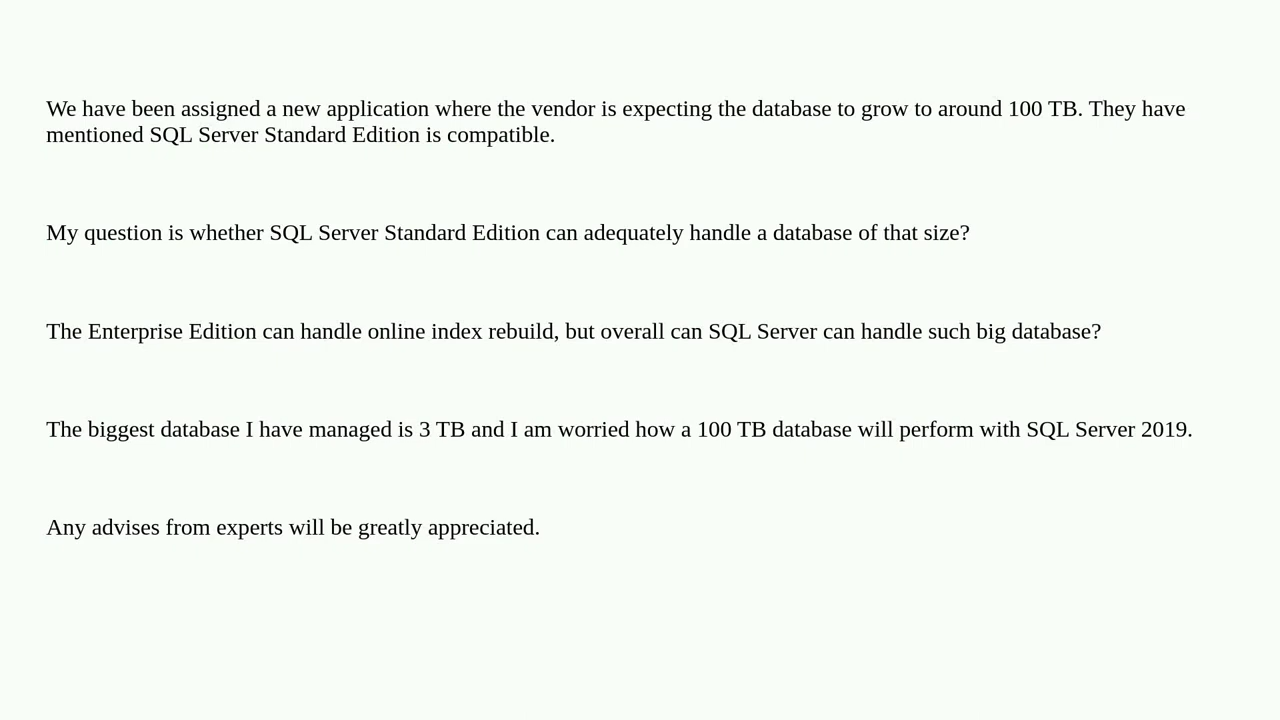 We have been assigned a new application where the vendor is expecting the database to grow to around 100 TB. They have
mentioned SQL Server Standard Edition is compatible.
My question is whether SQL Server Standard Edition can adequately handle a database of that size?
The Enterprise Edition can handle online index rebuild, but overall can SQL Server can handle such big database?
The biggest database I have managed is 3 TB and I am worried how a 100 TB database will perform with SQL Server 2019.
Any advises from experts will be greatly appreciated.